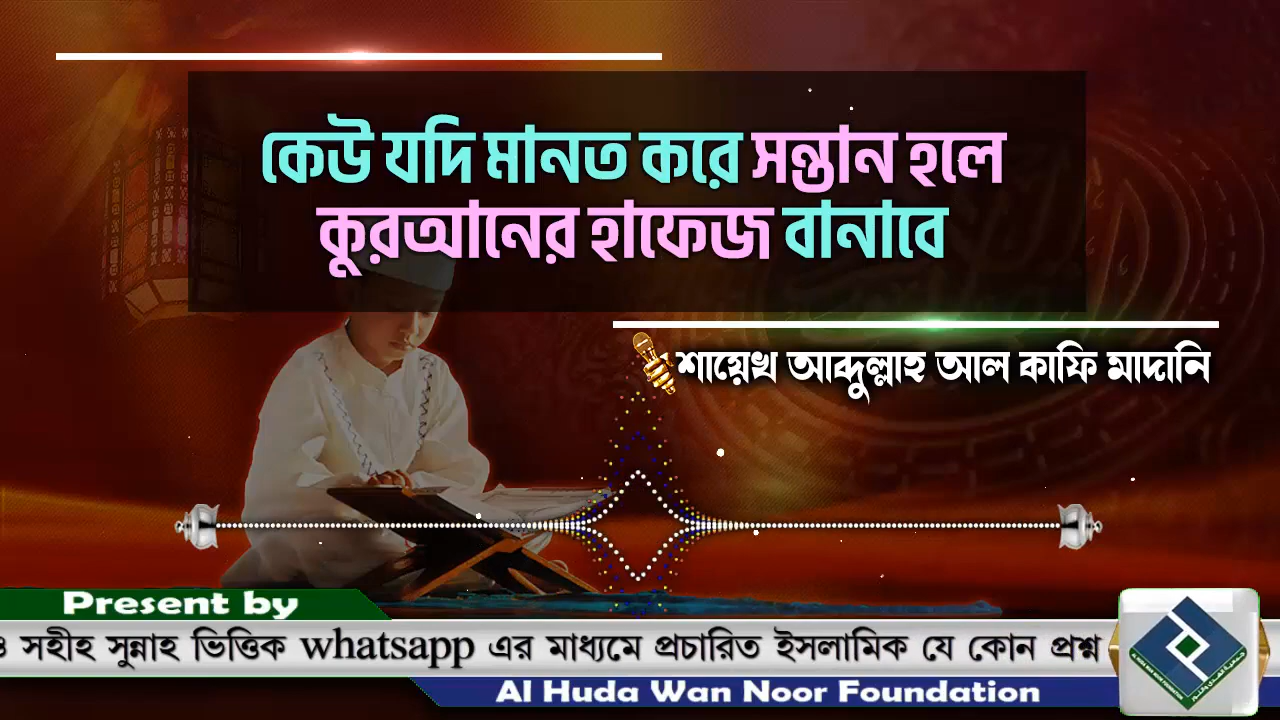 কেউ যদি মানত করে সন্তান হলে
কুরআনের হাফেজ বানাবে
শায়েখ আব্দুল্লাহ আল কাফি মাদানি
Present by
সহীহ সুন্নাহ ভিত্তিক whatsapp এর মাধ্যমে প্রচারিত ইসলামিক যে কোন প্রশ্ন
Al Huda Wan Noor Foundation